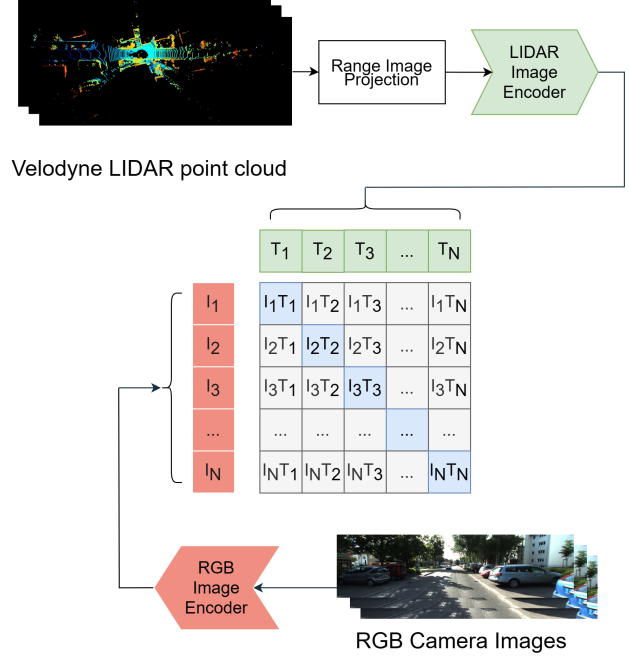 Range Image
Projection
LIDAR
Image
Encoder
Velodyne LIDAR point cloud
T1 T2 T3 ... TN
I1 I1T1 I1T2 I1T3 ... I1TN
I2 I2T1 I2T2 I2T3 ... I2TN
I3 I3T1 I3T2 I3T3 ... I3TN
... ... ... ... ... ...
IN INT1 INT2 INT3 ... INTN
RGB
Image
Encoder
RGB Camera Images